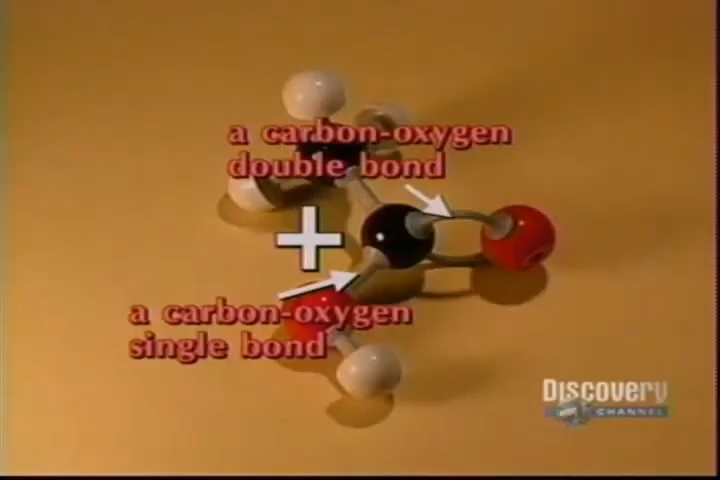 a carbon-oxygen
double bond
+
a carbon-oxygen
single bond
Discovery
CHANNEL